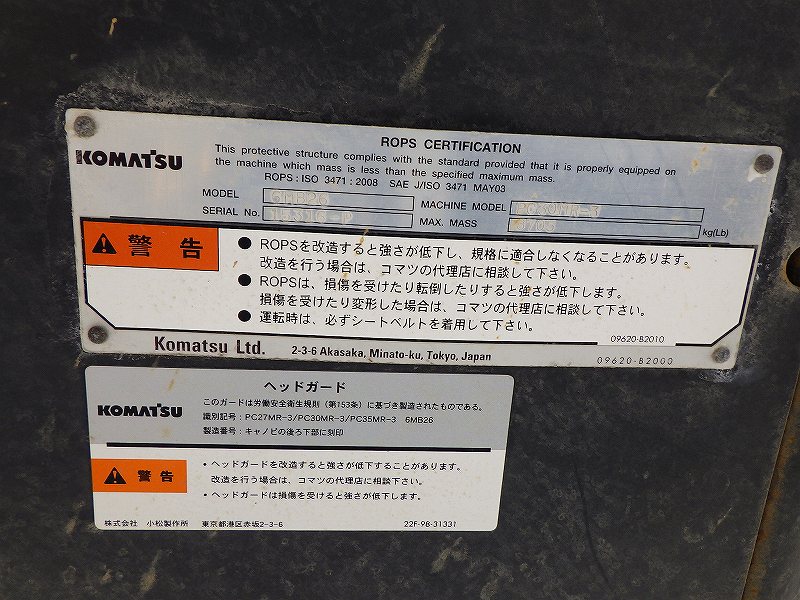 KOMATSU
ROPS CERTIFICATION
This protective structure complies with the standard provided that it is properly equipped on
the machine which mass is less than the specified maximum mass.
ROPS : ISO 3471 : 2008 SAE J/ISO 3471 MAY03
MODEL 6MB26
MACHINE MODEL PC30MR-3
SERIAL No. 15316-P
MAX. MASS kg(Lb)
警告
● ROPSを改造すると強さが低下し、規格に適合しなくなることがあります。
改造を行う場合は、コマツの代理店に相談して下さい。
● ROPSは、損傷を受けたり転倒したりすると強さが低下します。
損傷を受けたり変形した場合は、コマツの代理店に相談して下さい。
● 運転時は、必ずシートベルトを着用して下さい。
09620-B2010
Komatsu Ltd. 2-3-6 Akasaka, Minato-ku, Tokyo, Japan
09620-B2000
ヘッドガード
KOMATSU
このガードは労働安全衛生規則（第153条）に基づき製造されたものである。
識別記号：PC27MR-3/PC30MR-3/PC35MR-3 6MB26
製造番号：キャノピの後ろ下部に刻印
警告
・ヘッドガードを改造すると強さが低下することがあります。
改造を行う場合は、コマツの代理店に相談して下さい。
・ヘッドガードは損傷を受けると強さが低下します。
株式会社 小松製作所 東京都港区赤坂2-3-6
22F-98-31331